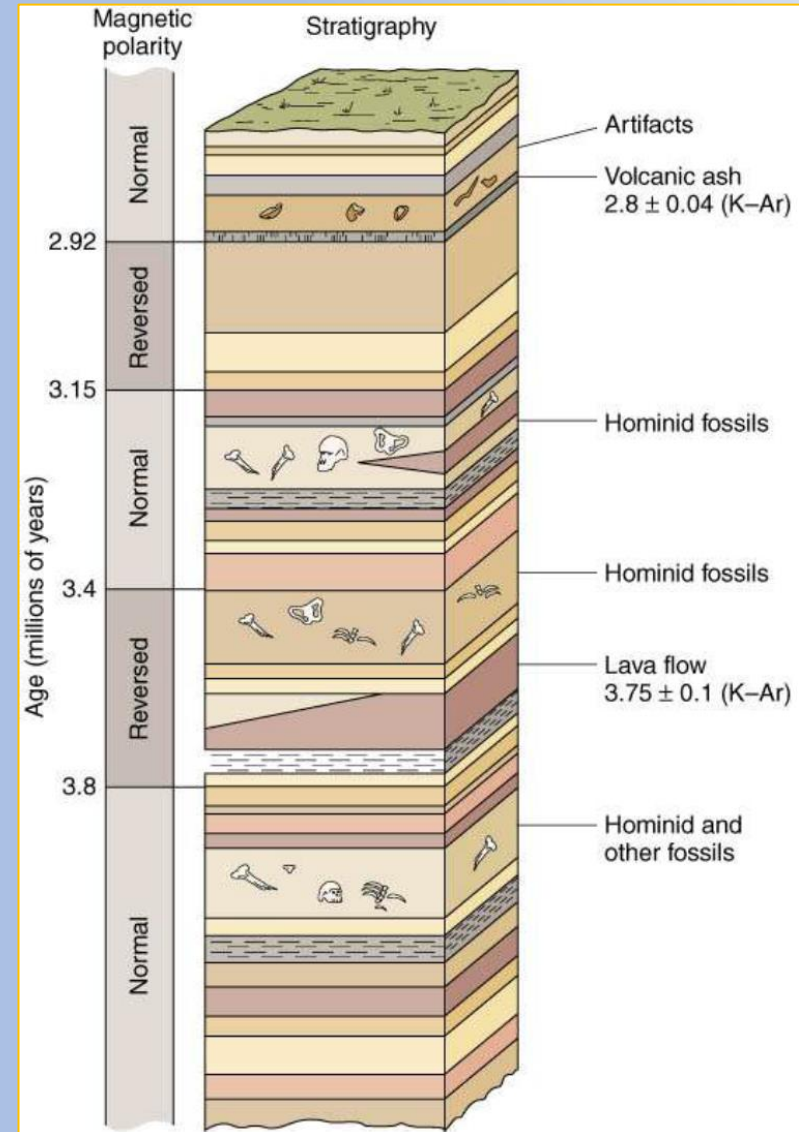 Magnetic
polarity
Stratigraphy
Normal
Artifacts
Volcanic ash
2.8 ± 0.04 (K–Ar)
2.92
Reversed
3.15
Normal
Hominid fossils
Age (millions of years)
Hominid fossils
3.4
Reversed
Lava flow
3.75 ± 0.1 (K–Ar)
3.8
Hominid and
other fossils
Normal